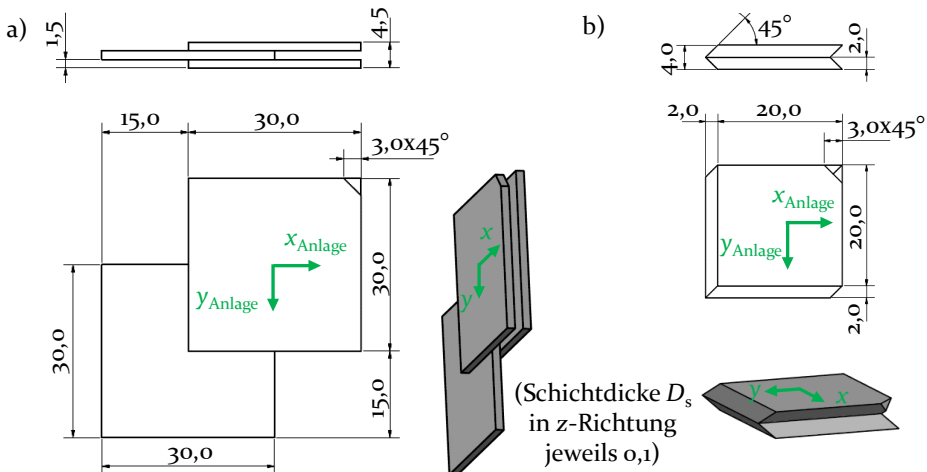 a)
1,5
4,5
15,0
30,0
3,0x45°
x Anlage
y Anlage
30,0
30,0
15,0
30,0
x
y
(Schichtdicke Ds
in z-Richtung
jeweils 0,1)
b)
45°
4,0
2,0
2,0
20,0
3,0x45°
x Anlage
y Anlage
20,0
2,0
y
x